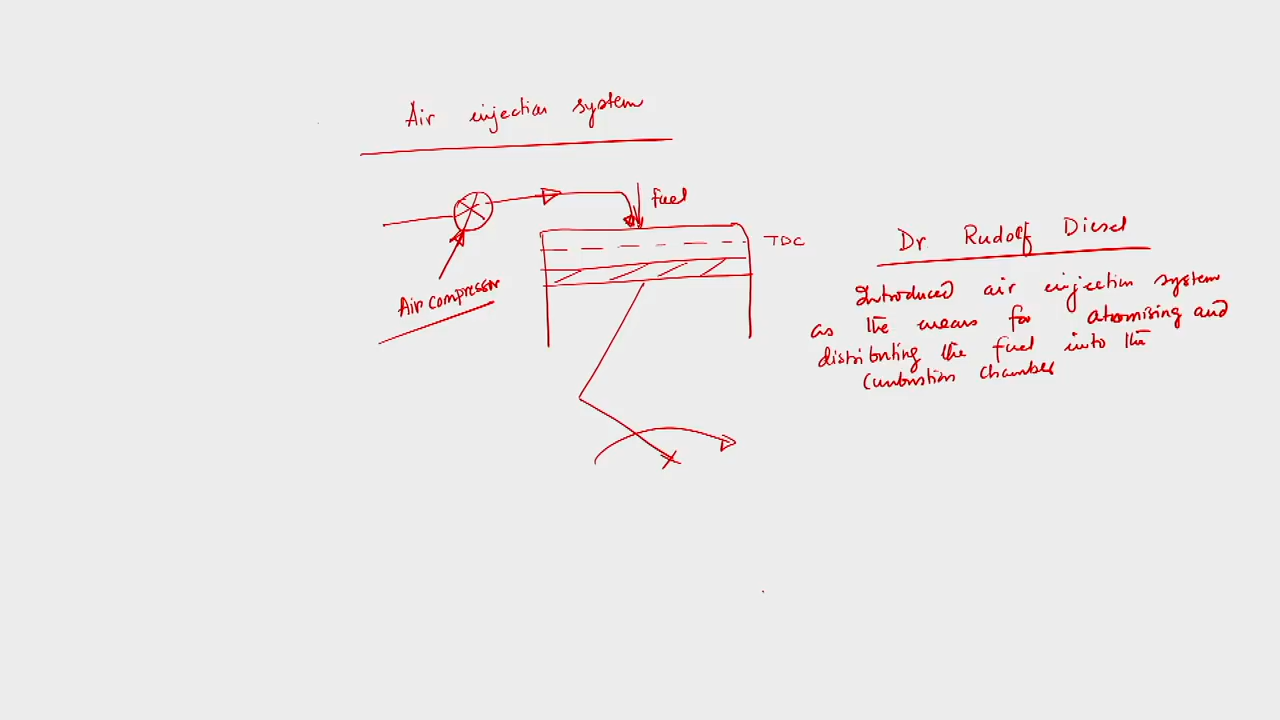 Air injection system
Fuel
TDC
Air compressor
Dr. Rudolf Diesel
Introduced air injection system
as the means for atomising and
distributing the fuel into the
Combustion chamber